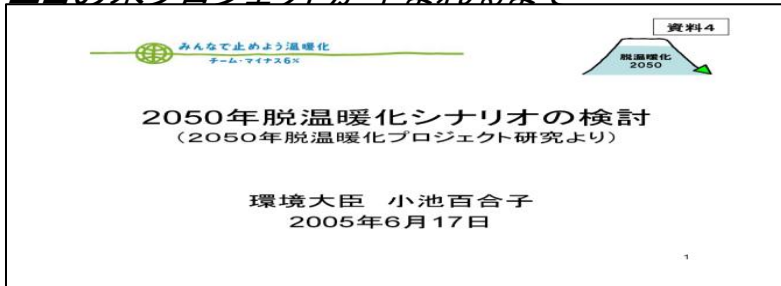 資料4
みんなで止めよう温暖化
チーム・マイナス6%
脱温暖化
2050
2050年脱温暖化シナリオの検討
(2050年脱温暖化プロジェクト研究より)
環境大臣 小池百合子
2005年6月17日
1